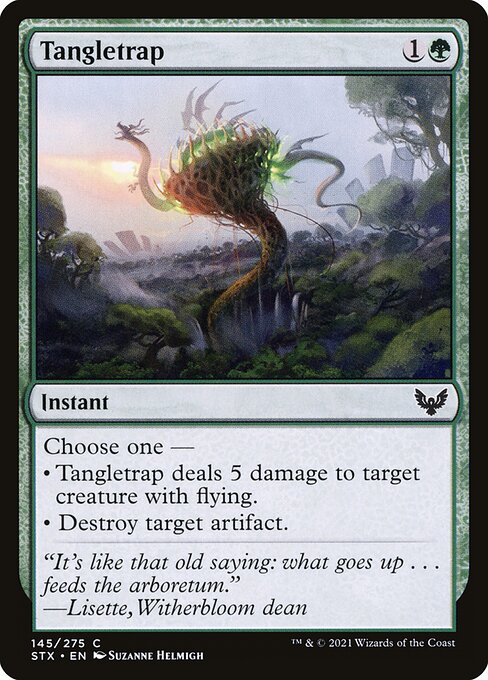 Tangletrap 1
Instant
Choose one —
• Tangletrap deals 5 damage to target
creature with flying.
• Destroy target artifact.
“It’s like that old saying: what goes up . . .
feeds the arboretum.”
—Lisette, Witherbloom dean
145/275 C
STX • EN Suzanne Helmigh
™ & © 2021 Wizards of the Coast